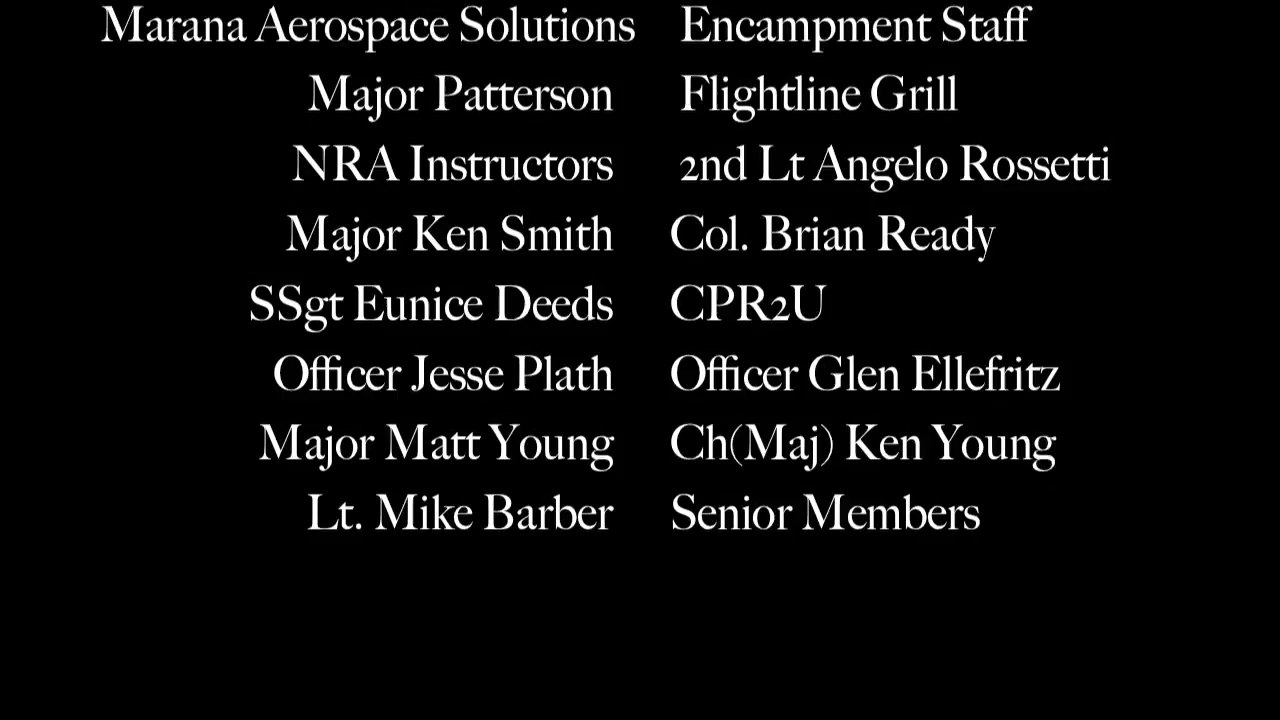 Marana Aerospace Solutions Encampment Staff
Major Patterson Flightline Grill
NRA Instructors 2nd Lt Angelo Rossetti
Major Ken Smith Col. Brian Ready
SSgt Eunice Deeds CPR2U
Officer Jesse Plath Officer Glen Ellefritz
Major Matt Young Ch(Maj) Ken Young
Lt. Mike Barber Senior Members